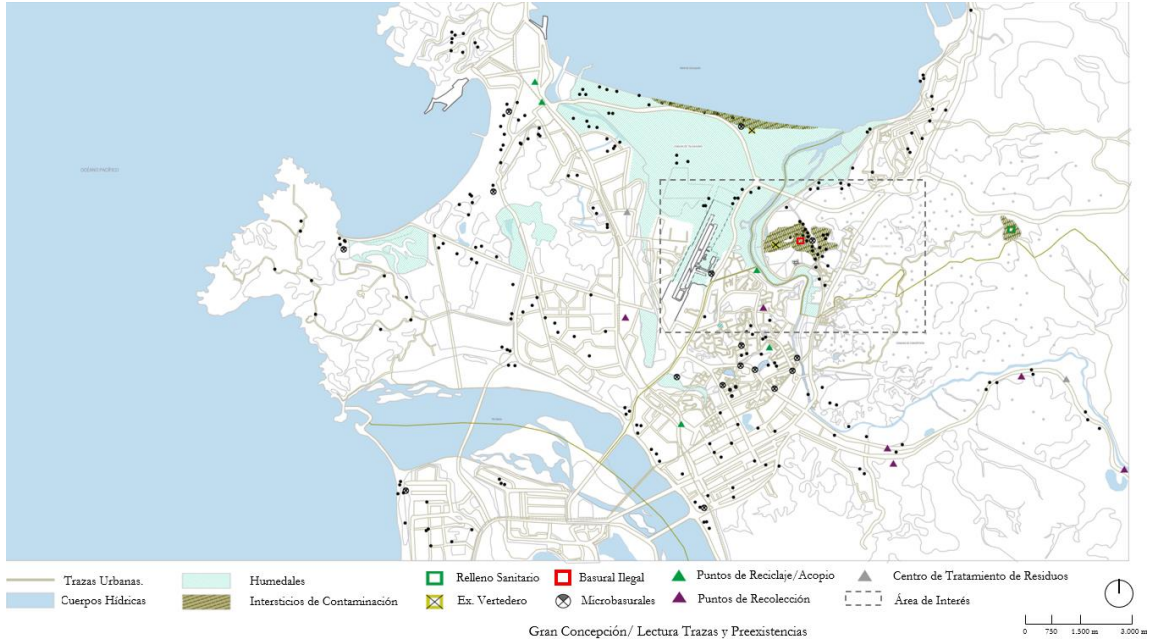 OCÉANO PACÍFICO
Trazas Urbanas.
Humedales
Relleno Sanitario
Basural Ilegal
Puntos de Reciclaje/Acopio
Centro de Tratamiento de Residuos
Cuerpos Hídricos
Intersticios de Contaminación
Ex. Vertedero
Microbasurales
Puntos de Recolección
Área de Interés
0 750 1.500 m 3.000 m
Gran Concepción/ Lectura Trazas y Preexistencias